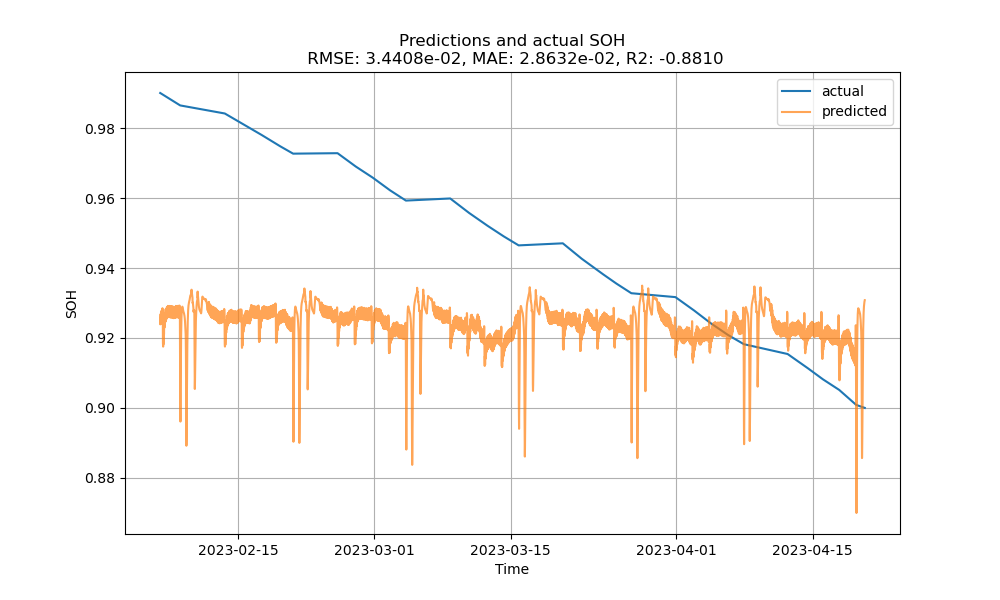 Predictions and actual SOH
RMSE: 3.4408e-02, MAE: 2.8632e-02, R2: -0.8810
actual
predicted
0.98
0.96
0.94
0.92
0.90
0.88
SOH
2023-02-15
2023-03-01
2023-03-15
2023-04-01
2023-04-15
Time